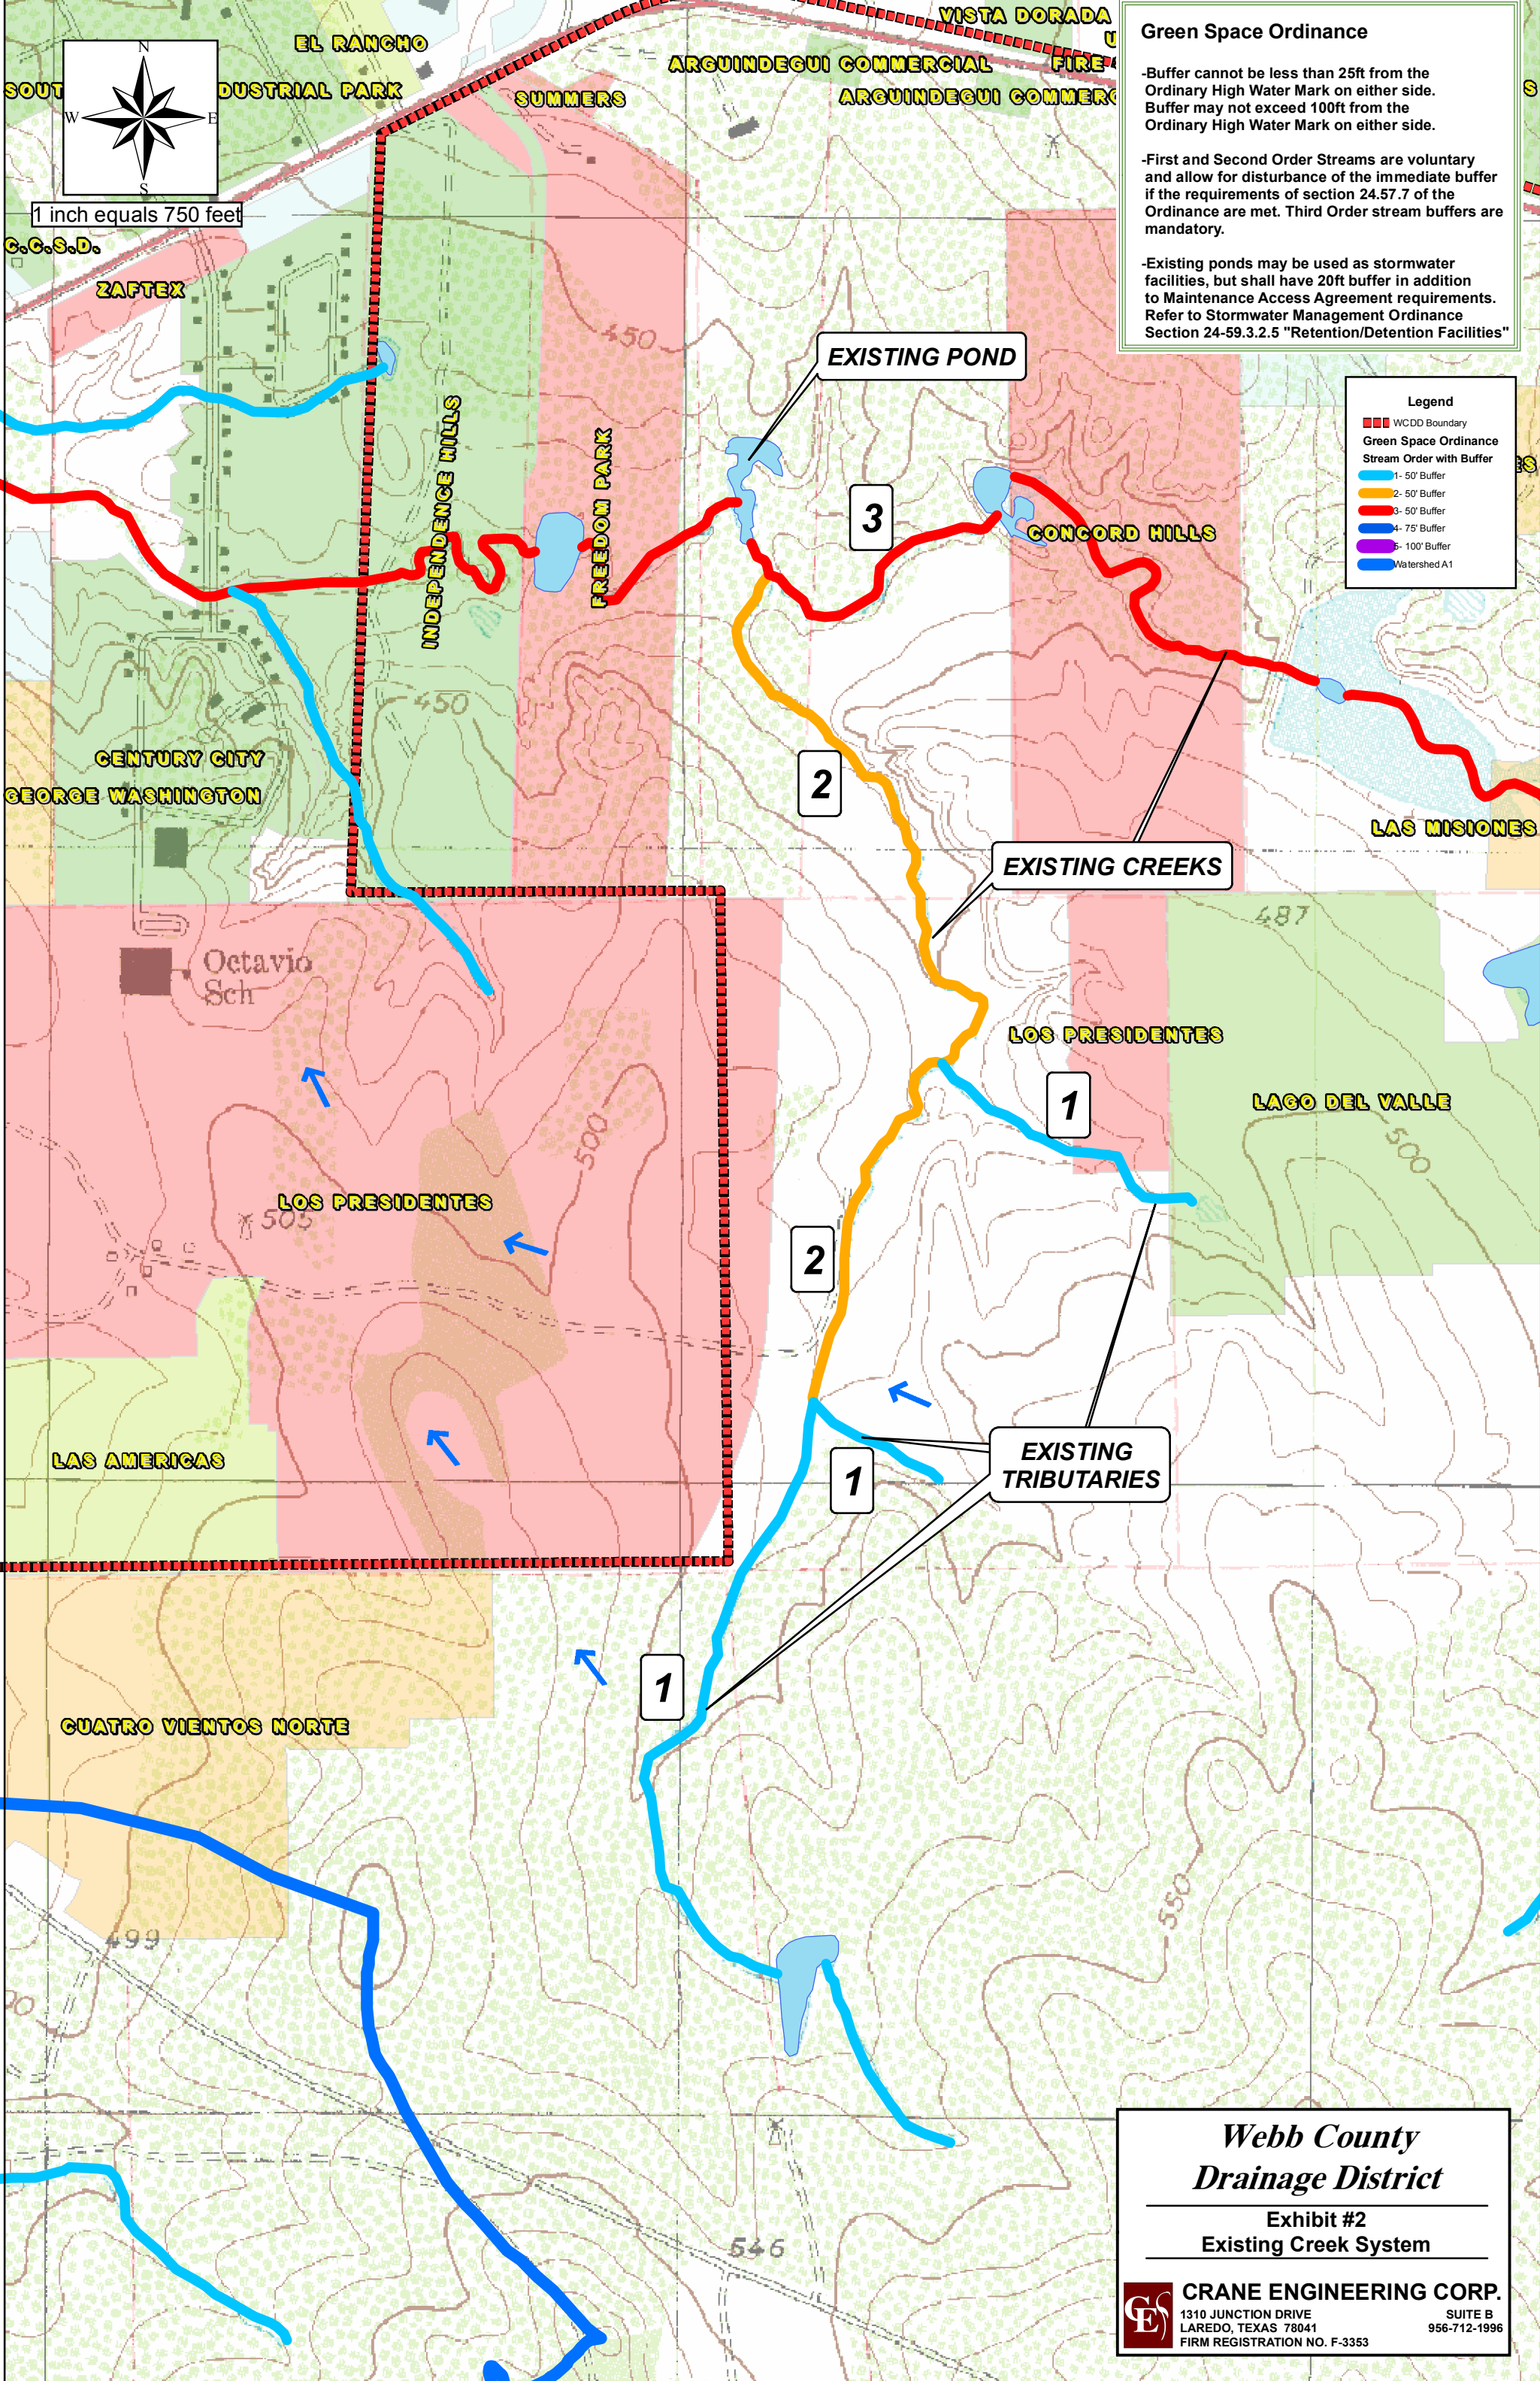 VISTA DORADA
EL RANCHO
ARGUINDEGUI COMMERCIAL
FIRE
SOUT
DUSTRIAL PARK
SUMMERS
ARGUINDEGUI COMMERC
N
W
E
S
1 inch equals 750 feet
Green Space Ordinance
-Buffer cannot be less than 25ft from the
Ordinary High Water Mark on either side.
Buffer may not exceed 100ft from the
Ordinary High Water Mark on either side.
-First and Second Order Streams are voluntary
and allow for disturbance of the immediate buffer
if the requirements of section 24.57.7 of the
Ordinance are met. Third Order stream buffers are
mandatory.
-Existing ponds may be used as stormwater
facilities, but shall have 20ft buffer in addition
to Maintenance Access Agreement requirements.
Refer to Stormwater Management Ordinance
Section 24-59.3.2.5 "Retention/Detention Facilities"
C.C.S.D.
ZAFTEX
450
EXISTING POND
Legend
WCDD Boundary
Green Space Ordinance
Stream Order with Buffer
1- 50' Buffer
2- 50' Buffer
3- 50' Buffer
4- 75' Buffer
5- 100' Buffer
Watershed A1
ES
INDEPENDENCE HILLS
FREEDOM PARK
3
CONCORD HILLS
450
CENTURY CITY
GEORGE WASHINGTON
2
LAS MISIONES
EXISTING CREEKS
487
Octavio
Sch
LOS PRESIDENTES
1
LAGO DEL VALLE
500
500
LOS PRESIDENTES
505
2
LAS AMERICAS
EXISTING
TRIBUTARIES
1
1
CUATRO VIENTOS NORTE
550
499
546
Webb County
Drainage District
Exhibit #2
Existing Creek System
CES
CRANE ENGINEERING CORP.
1310 JUNCTION DRIVE SUITE B
LAREDO, TEXAS 78041 956-712-1996
FIRM REGISTRATION NO. F-3353